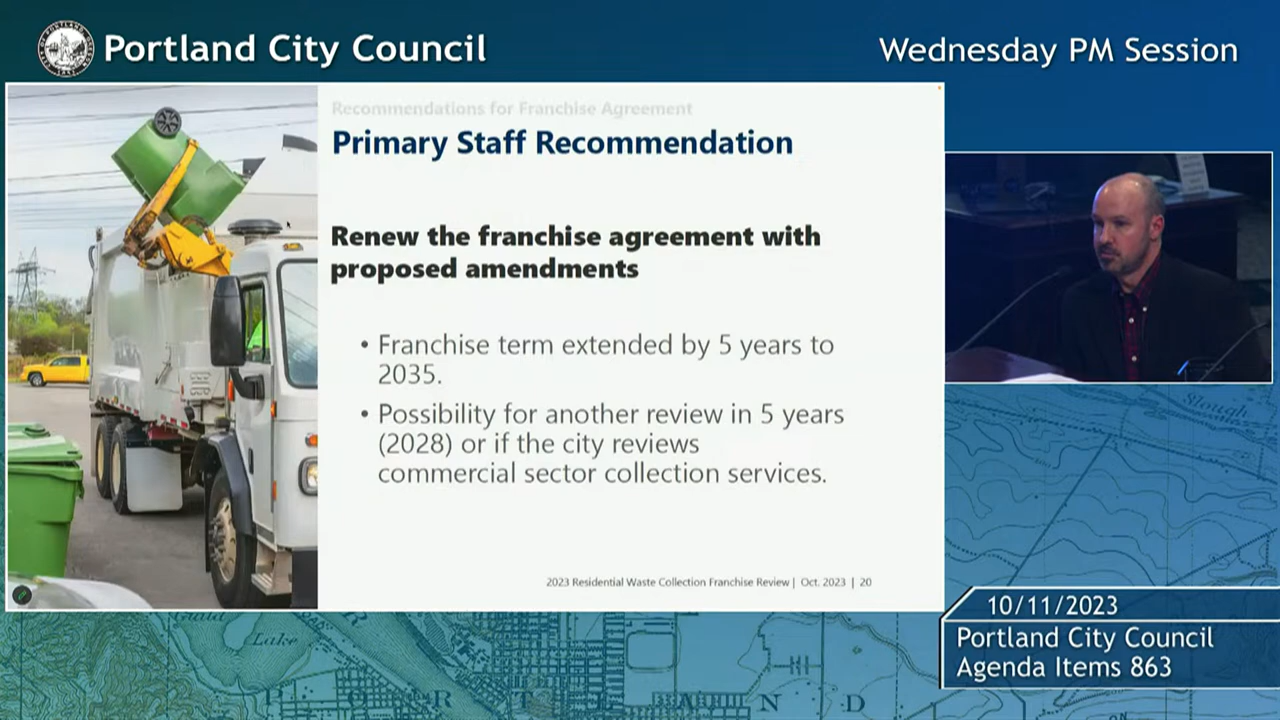 Portland City Council
Wednesday PM Session
Recommendations for Franchise Agreement
Primary Staff Recommendation
Renew the franchise agreement with
proposed amendments
• Franchise term extended by 5 years to
2035.
• Possibility for another review in 5 years
(2028) or if the city reviews
commercial sector collection services.
2023 Residential Waste Collection Franchise Review | Oct. 2023 | 20
Slough
10/11/2023
Portland City Council
Agenda Items 863
Guild
Lake
R T L A N D